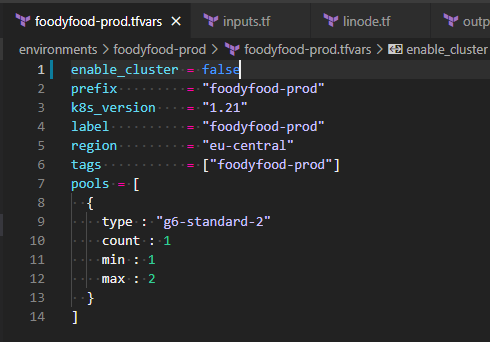 foodyfood-prod.tfvars × inputs.tf linode.tf outp
environments > foodyfood-prod > foodyfood-prod.tfvars > enable_cluster
1 enable_cluster = false
2 prefix = "foodyfood-prod"
3 k8s_version = "1.21"
4 label = "foodyfood-prod"
5 region = "eu-central"
6 tags = ["foodyfood-prod"]
7 pools = [
8 {
9 type : "g6-standard-2"
10 count : 1
11 min : 1
12 max : 2
13 }
14 ]